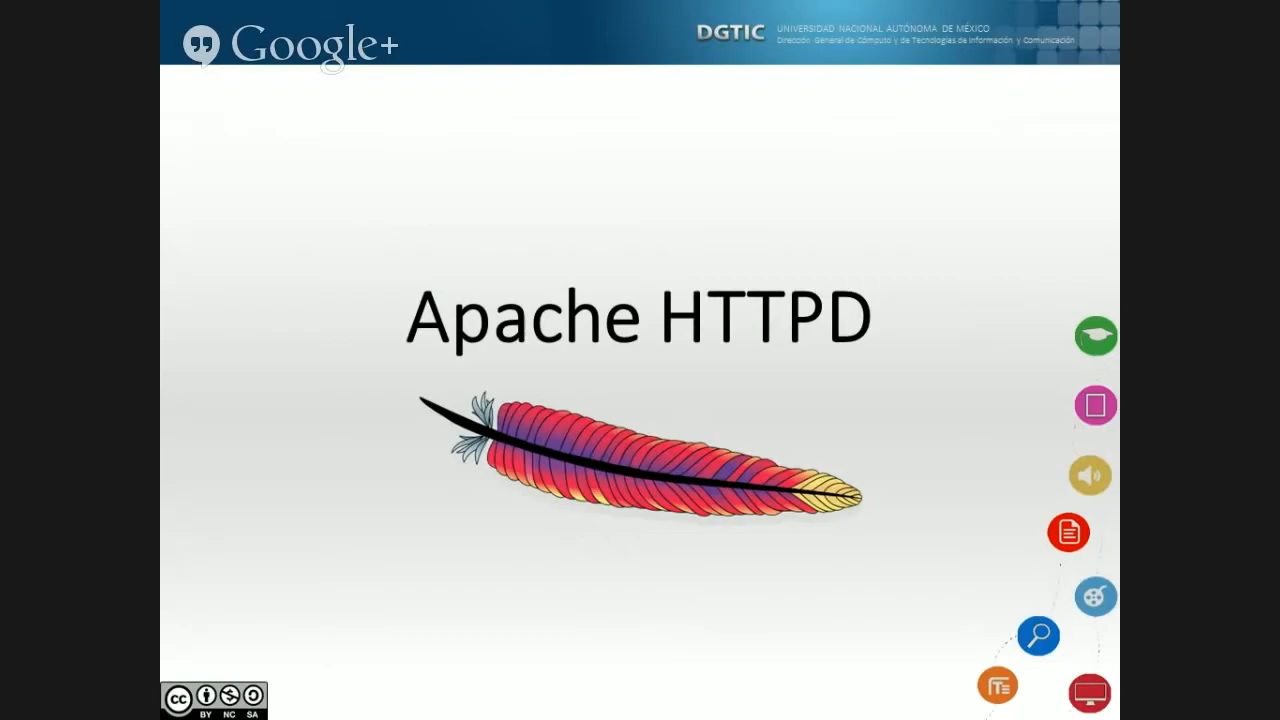 Google+
DGTIC
UNIVERSIDAD NACIONAL AUTÓNOMA DE MÉXICO
Dirección General de Cómputo y de Tecnologías de Información y Comunicación
Apache HTTPD
cc
BY NC SA